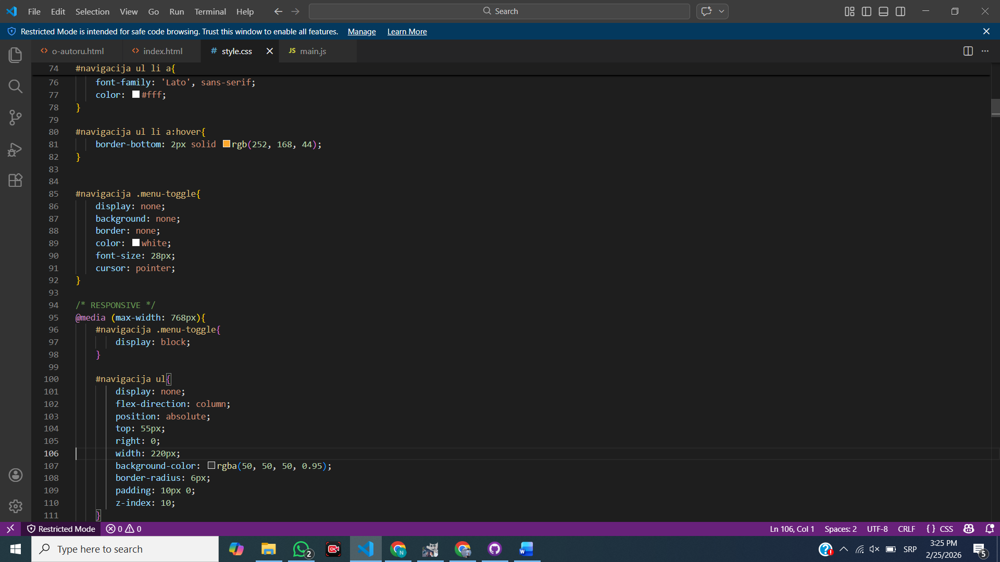 File Edit Selection View Go Run Terminal Help Search
Restricted Mode is intended for safe code browsing. Trust this window to enable all features. Manage Learn More
o-autoru.html index.html # style.css JS main.js
74 #navigacija ul li a{
76 font-family: 'Lato', sans-serif;
77 color: #fff;
78 }
79
80 #navigacija ul li a:hover{
81 border-bottom: 2px solid rgb(252, 168, 44);
82 }
83
84
85 #navigacija .menu-toggle{
86 display: none;
87 background: none;
88 border: none;
89 color: white;
90 font-size: 28px;
91 cursor: pointer;
92 }
93
94 /* RESPONSIVE */
95 @media (max-width: 768px){
96 #navigacija .menu-toggle{
97 display: block;
98 }
99
100 #navigacija ul{
101 display: none;
102 flex-direction: column;
103 position: absolute;
104 top: 55px;
105 right: 0;
106 width: 220px;
107 background-color: rgba(50, 50, 50, 0.95);
108 border-radius: 6px;
109 padding: 10px 0;
110 z-index: 10;
111 }
Restricted Mode 0 0 Ln 106, Col 1 Spaces: 2 UTF-8 CRLF { } CSS
Type here to search 2 N W SRP 3:25 PM
2/25/2026 5